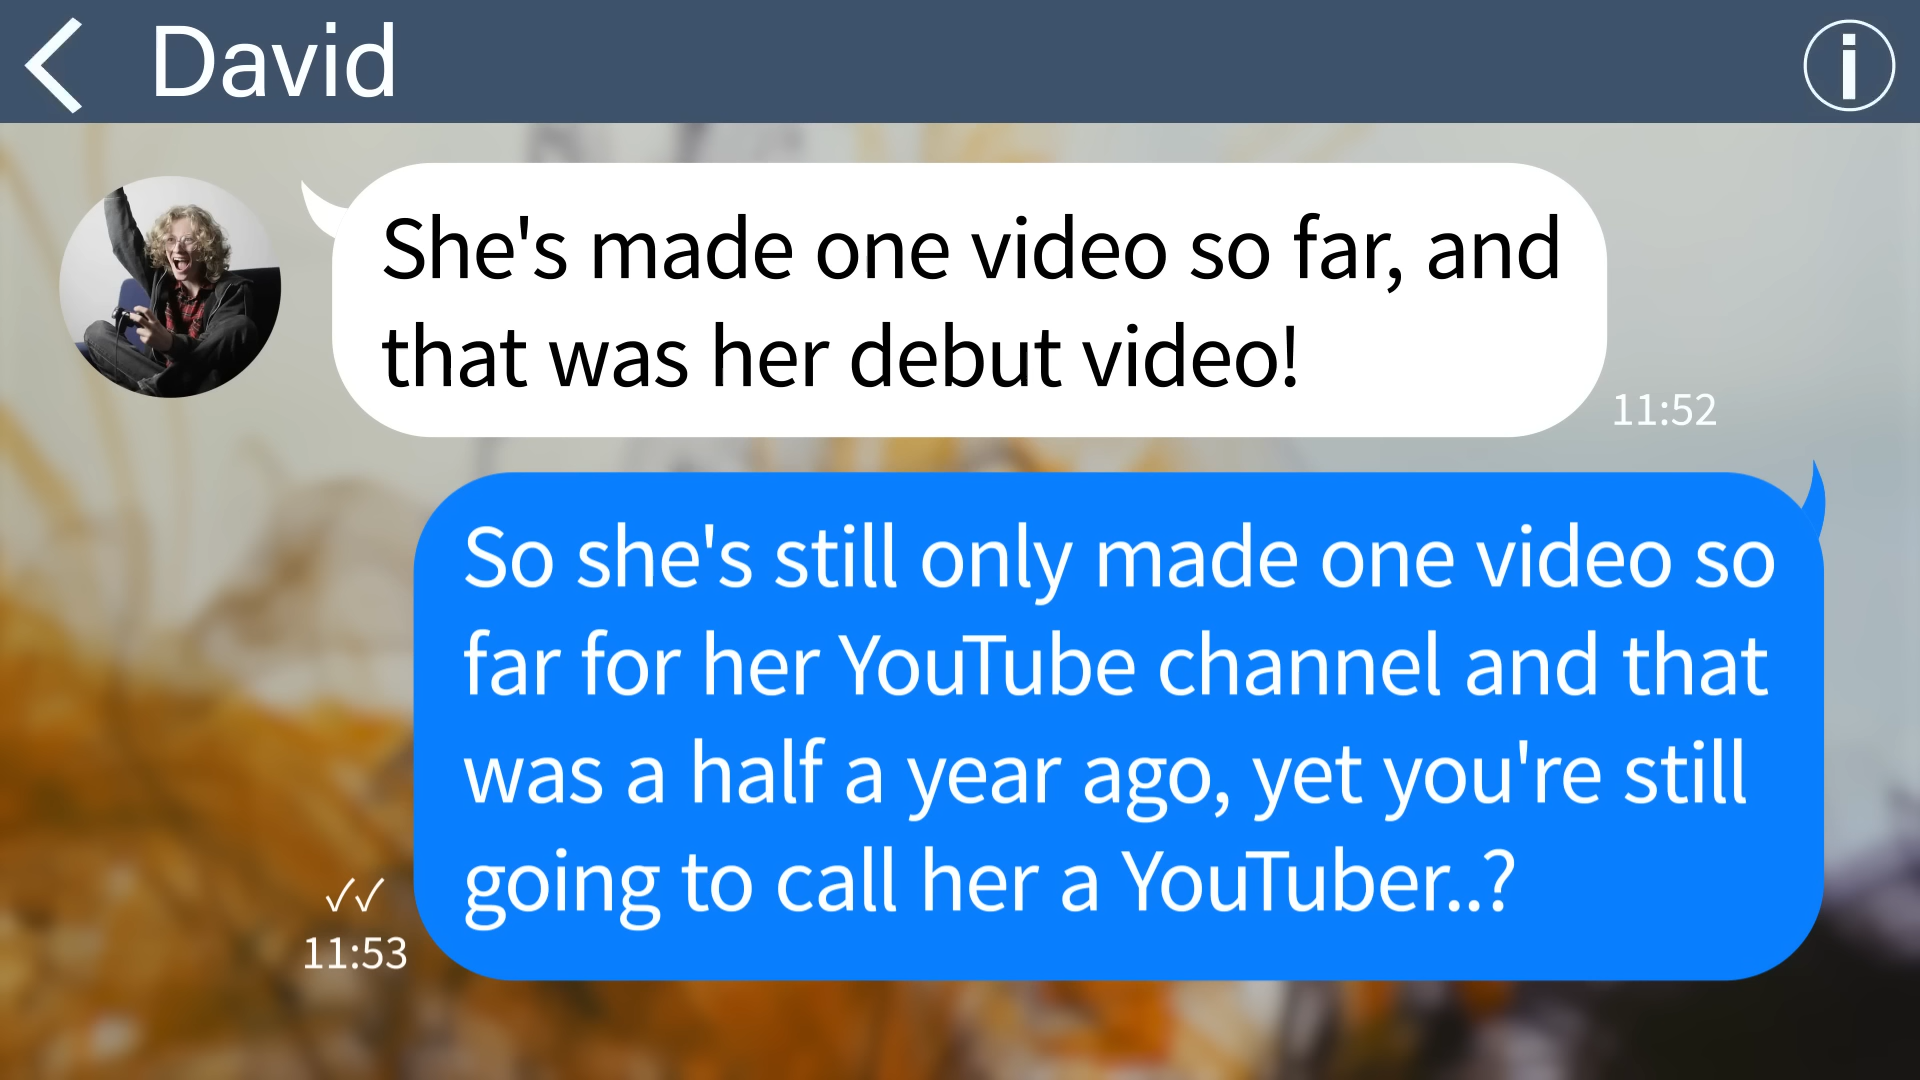 David
She's made one video so far, and
that was her debut video!
11:52
So she's still only made one video so
far for her YouTube channel and that
was a half a year ago, yet you're still
going to call her a YouTuber..?
11:53